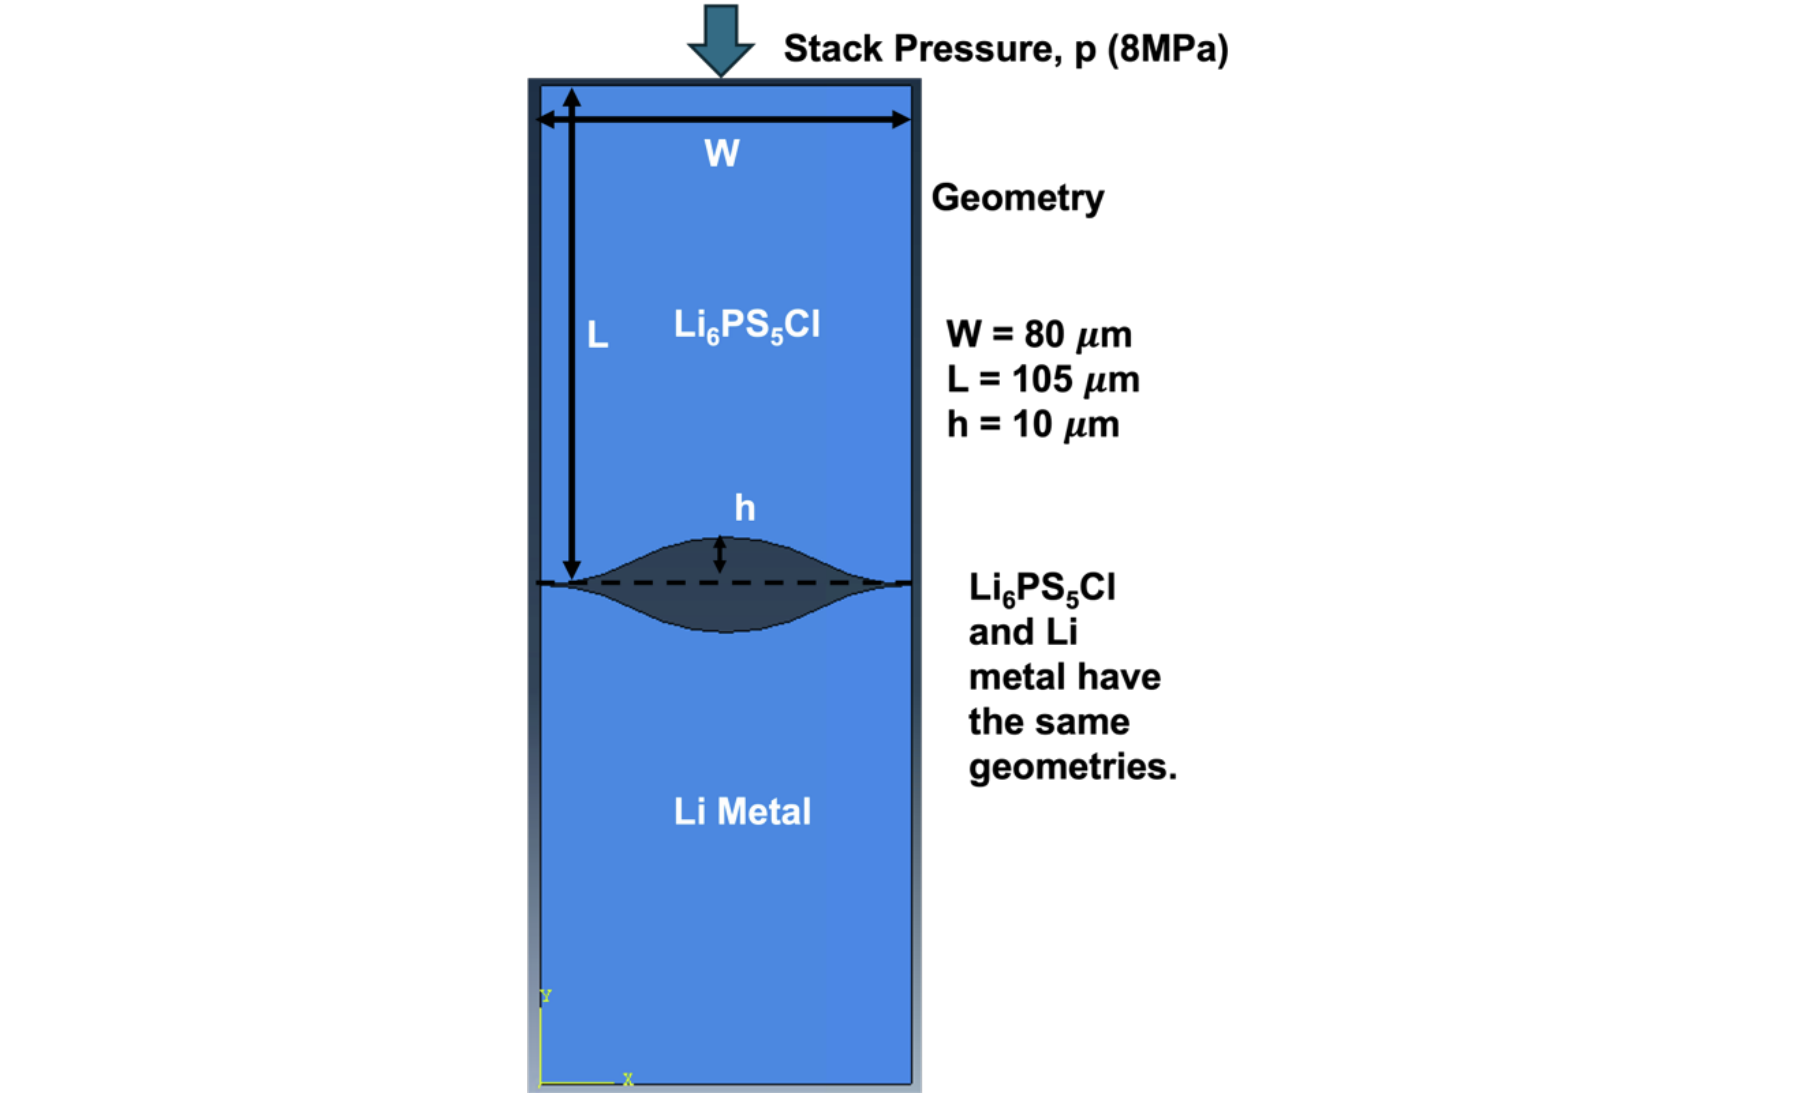 Stack Pressure, p (8MPa)
W
Geometry
L
Li₆PS₅Cl
W = 80 μm
L = 105 μm
h = 10 μm
h
Li₆PS₅Cl
and Li
metal have
the same
geometries.
Li Metal
Y
X